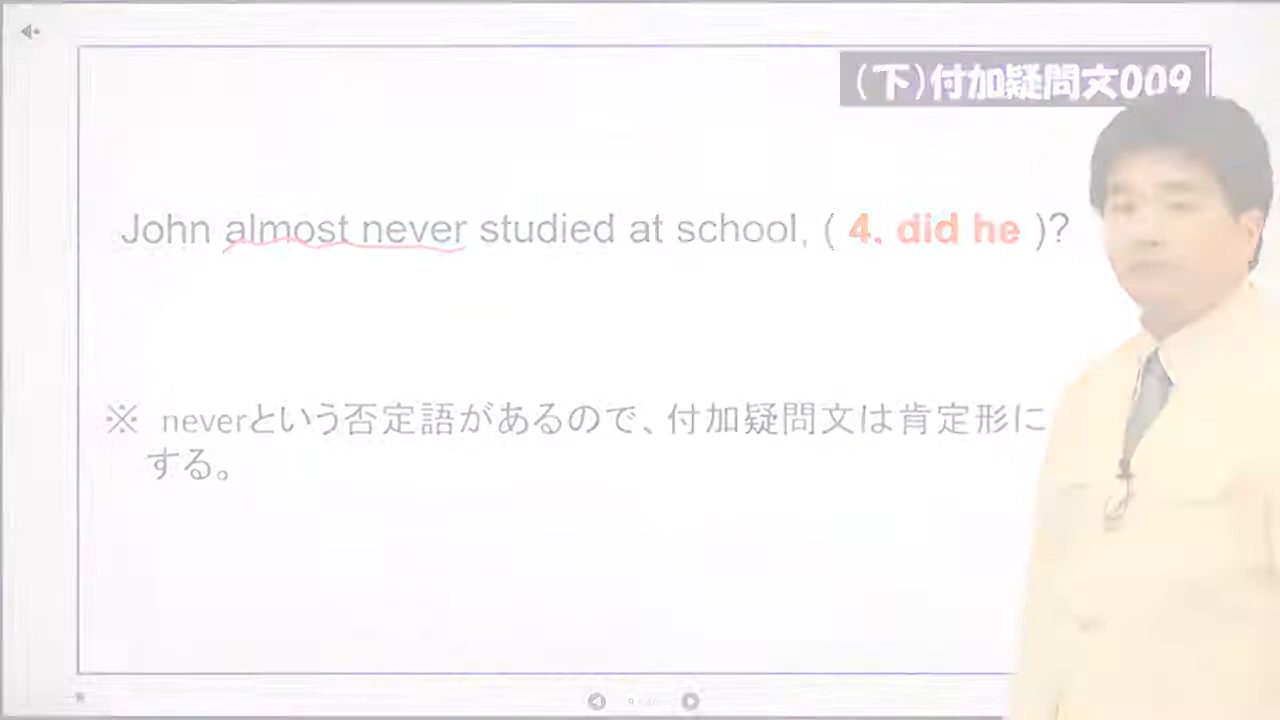 （下）付加疑問文009
John almost never studied at school, ( 4. did he )?
※ neverという否定語があるので、付加疑問文は肯定形に
する。